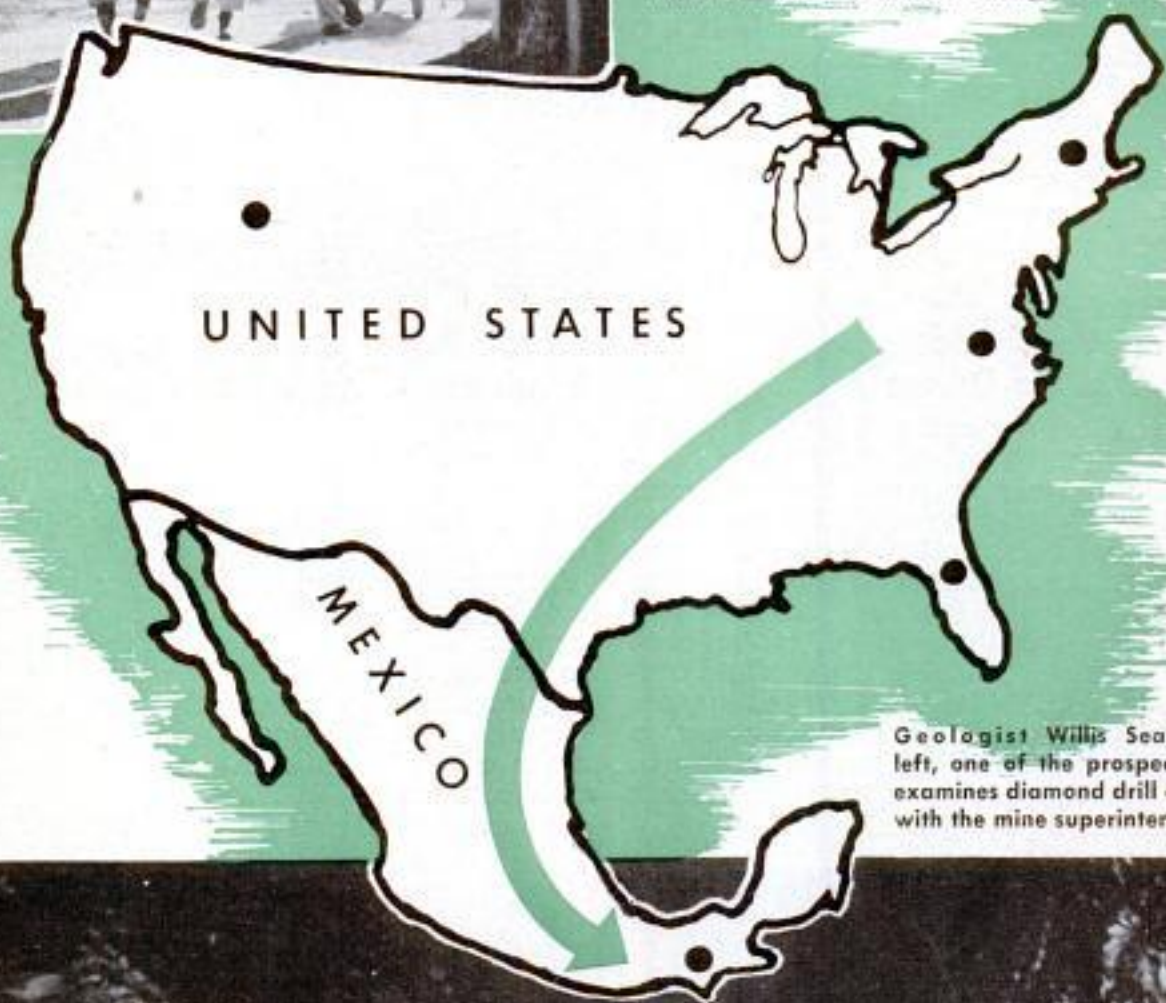 UNITED STATES
MEXICO
Geologist Willis
left, one of the
examines diamond drill
with the mine